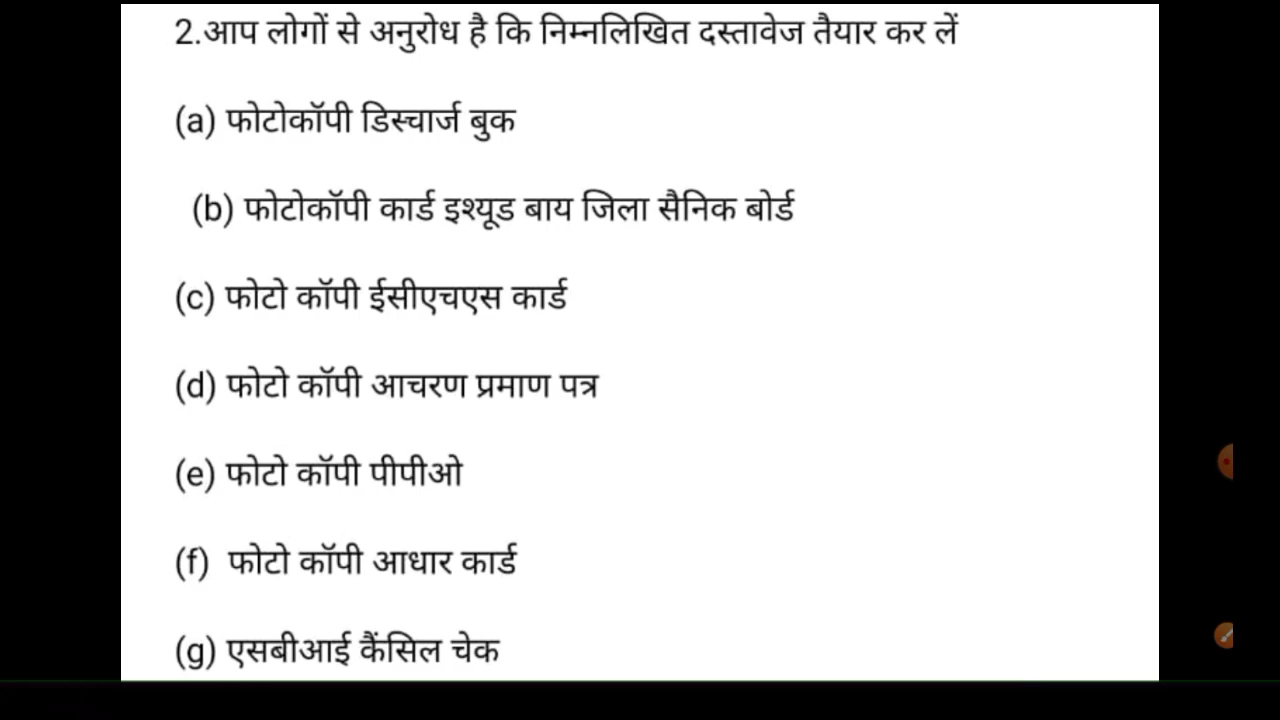 2.आप लोगों से अनुरोध है कि निम्नलिखित दस्तावेज तैयार कर लें
(a) फोटोकॉपी डिस्चार्ज बुक
(b) फोटोकॉपी कार्ड इश्यूड बाय जिला सैनिक बोर्ड
(c) फोटो कॉपी ईसीएचएस कार्ड
(d) फोटो कॉपी आचरण प्रमाण पत्र
(e) फोटो कॉपी पीपीओ
(f) फोटो कॉपी आधार कार्ड
(g) एसबीआई कैंसिल चेक